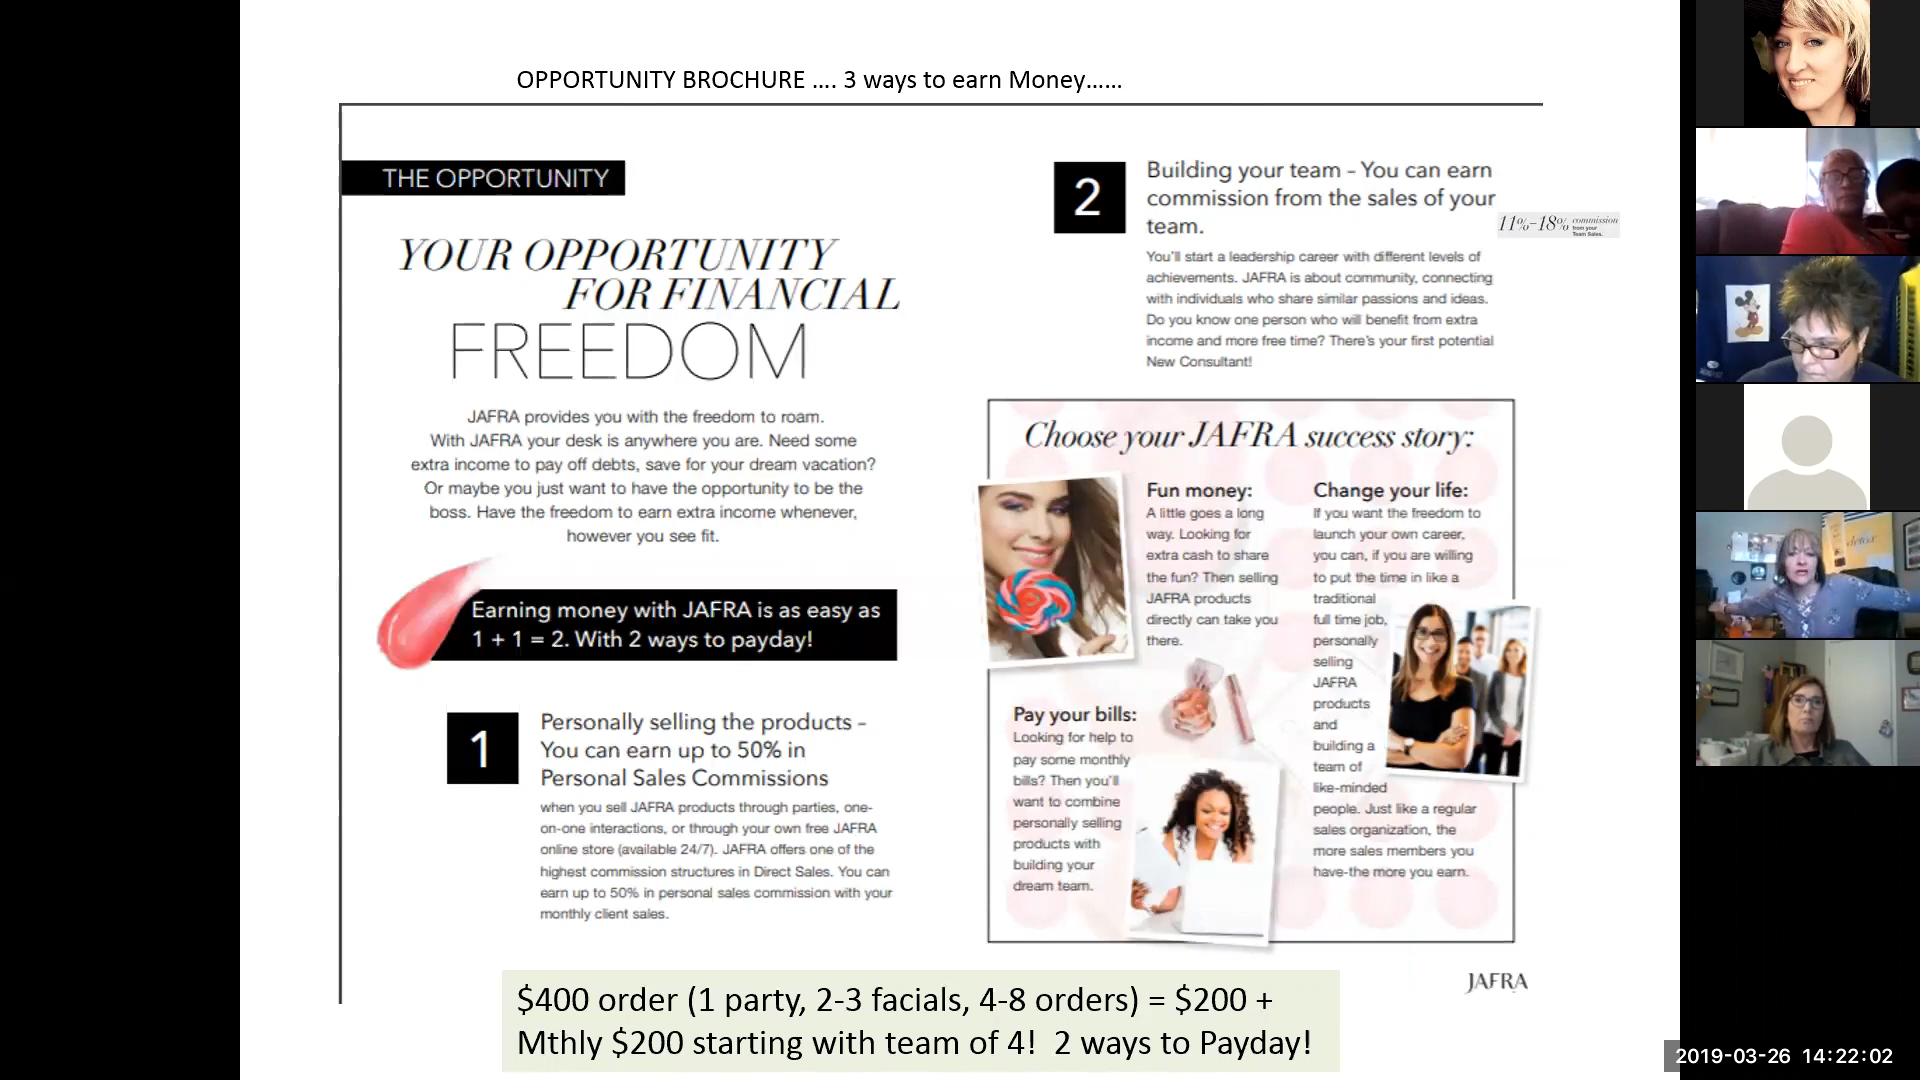 OPPORTUNITY BROCHURE .... 3 ways to earn Money......
THE OPPORTUNITY
YOUR OPPORTUNITY
FOR FINANCIAL
FREEDOM
JAFRA provides you with the freedom to roam.
With JAFRA your desk is anywhere you are. Need some
extra income to pay off debts, save for your dream vacation?
Or maybe you just want to have the opportunity to be the
boss. Have the freedom to earn extra income whenever,
however you see fit.
Earning money with JAFRA is as easy as
1 + 1 = 2. With 2 ways to payday!
1
Personally selling the products –
You can earn up to 50% in
Personal Sales Commissions
when you sell JAFRA products through parties, one-
on-one interactions, or through your own free JAFRA
online store (available 24/7). JAFRA offers one of the
highest commission structures in Direct Sales. You can
earn up to 50% in personal sales commission with your
monthly client sales.
2
Building your team – You can earn
commission from the sales of your
team.
11%–18% commission
from your
Team Sales.
You'll start a leadership career with different levels of
achievements. JAFRA is about community, connecting
with individuals who share similar passions and ideas.
Do you know one person who will benefit from extra
income and more free time? There's your first potential
New Consultant!
Choose your JAFRA success story:
Fun money:
A little goes a long
way. Looking for
extra cash to share
the fun? Then selling
JAFRA products
directly can take you
there.
Pay your bills:
Looking for help to
pay some monthly
bills? Then you'll
want to combine
personally selling
products with
building your
dream team.
Change your life:
If you want the freedom to
launch your own career,
you can, if you are willing
to put the time in like a
traditional
full time job,
personally
selling
JAFRA
products
and
building a
team of
like-minded
people. Just like a regular
sales organization, the
more sales members you
have-the more you earn.
JAFRA
$400 order (1 party, 2-3 facials, 4-8 orders) = $200 +
Mthly $200 starting with team of 4!  2 ways to Payday!
detox
2019-03-26 14:22:02